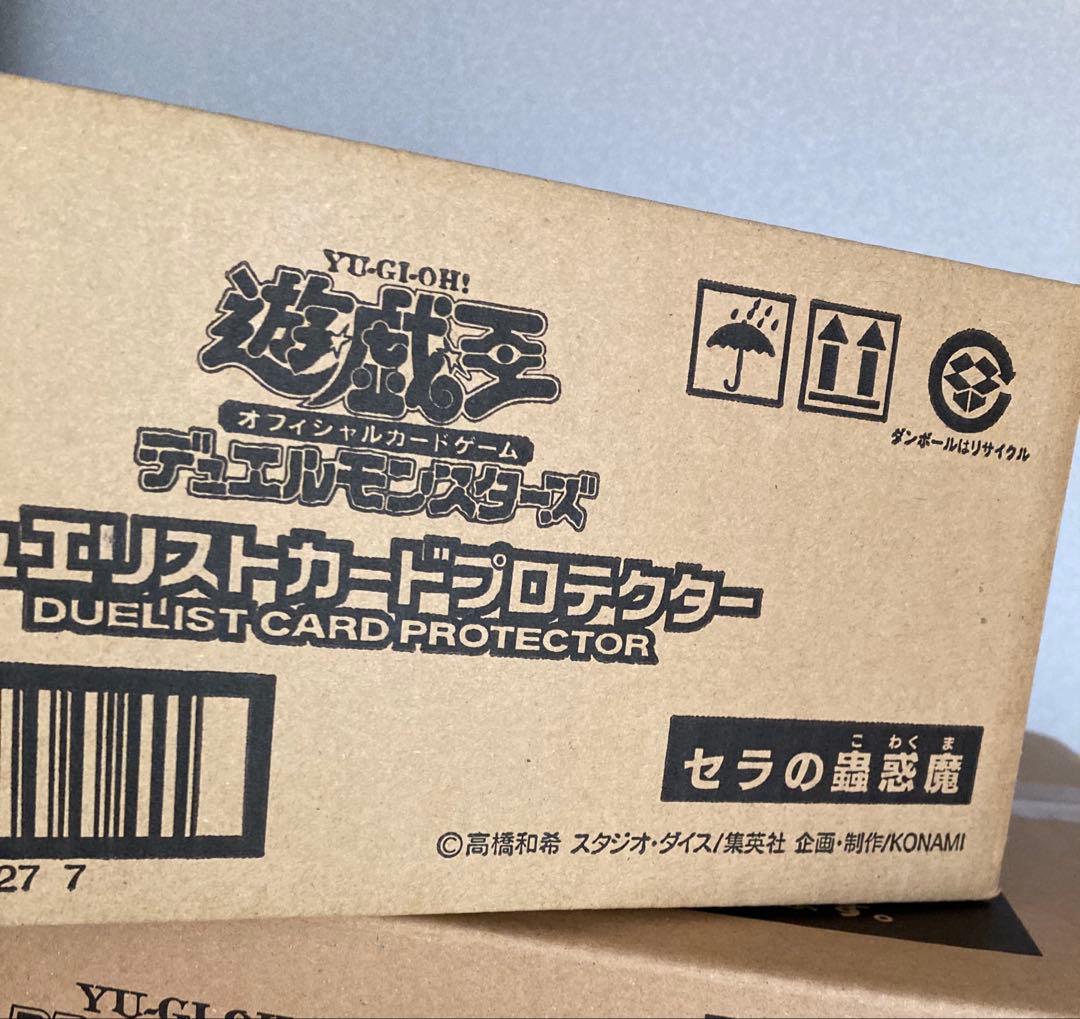 YU-GI-OH!
遊戯王
オフィシャルカードゲーム
デュエルモンスターズ
ュエリストカードプロテクター
DUELIST CARD PROTECTOR
ダンボールはリサイクル
こ わく ま
セラの蟲惑魔
©高橋和希 スタジオ・ダイス/集英社 企画・制作/KONAMI
27 7
YU-GI-OH